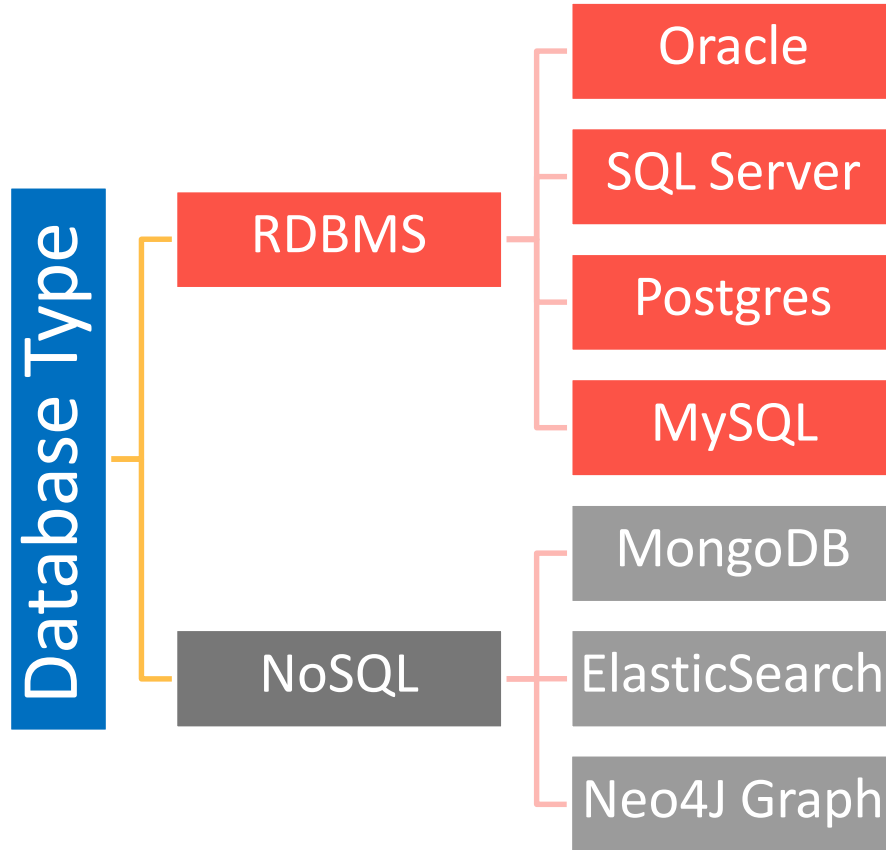 Database Type
RDBMS
Oracle
SQL Server
Postgres
MySQL
NoSQL
MongoDB
ElasticSearch
Neo4J Graph